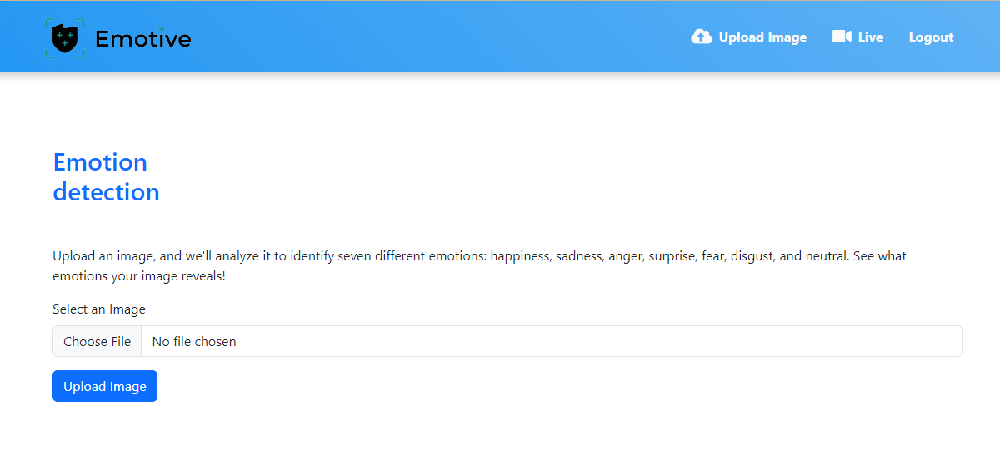 Emotive
Upload Image
Live
Logout
Emotion
detection
Upload an image, and we'll analyze it to identify seven different emotions: happiness, sadness, anger, surprise, fear, disgust, and neutral. See what
emotions your image reveals!
Select an Image
Choose File No file chosen
Upload Image